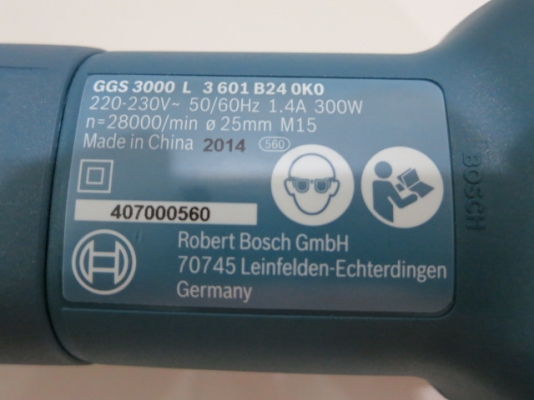 GGS 3000 L 3 601 B24 0K0
220-230V~ 50/60Hz 1.4A 300W
n=28000/min ø 25mm M15
Made in China 2014 560
407000560
Robert Bosch GmbH
70745 Leinfelden-Echterdingen
Germany
BOSCH